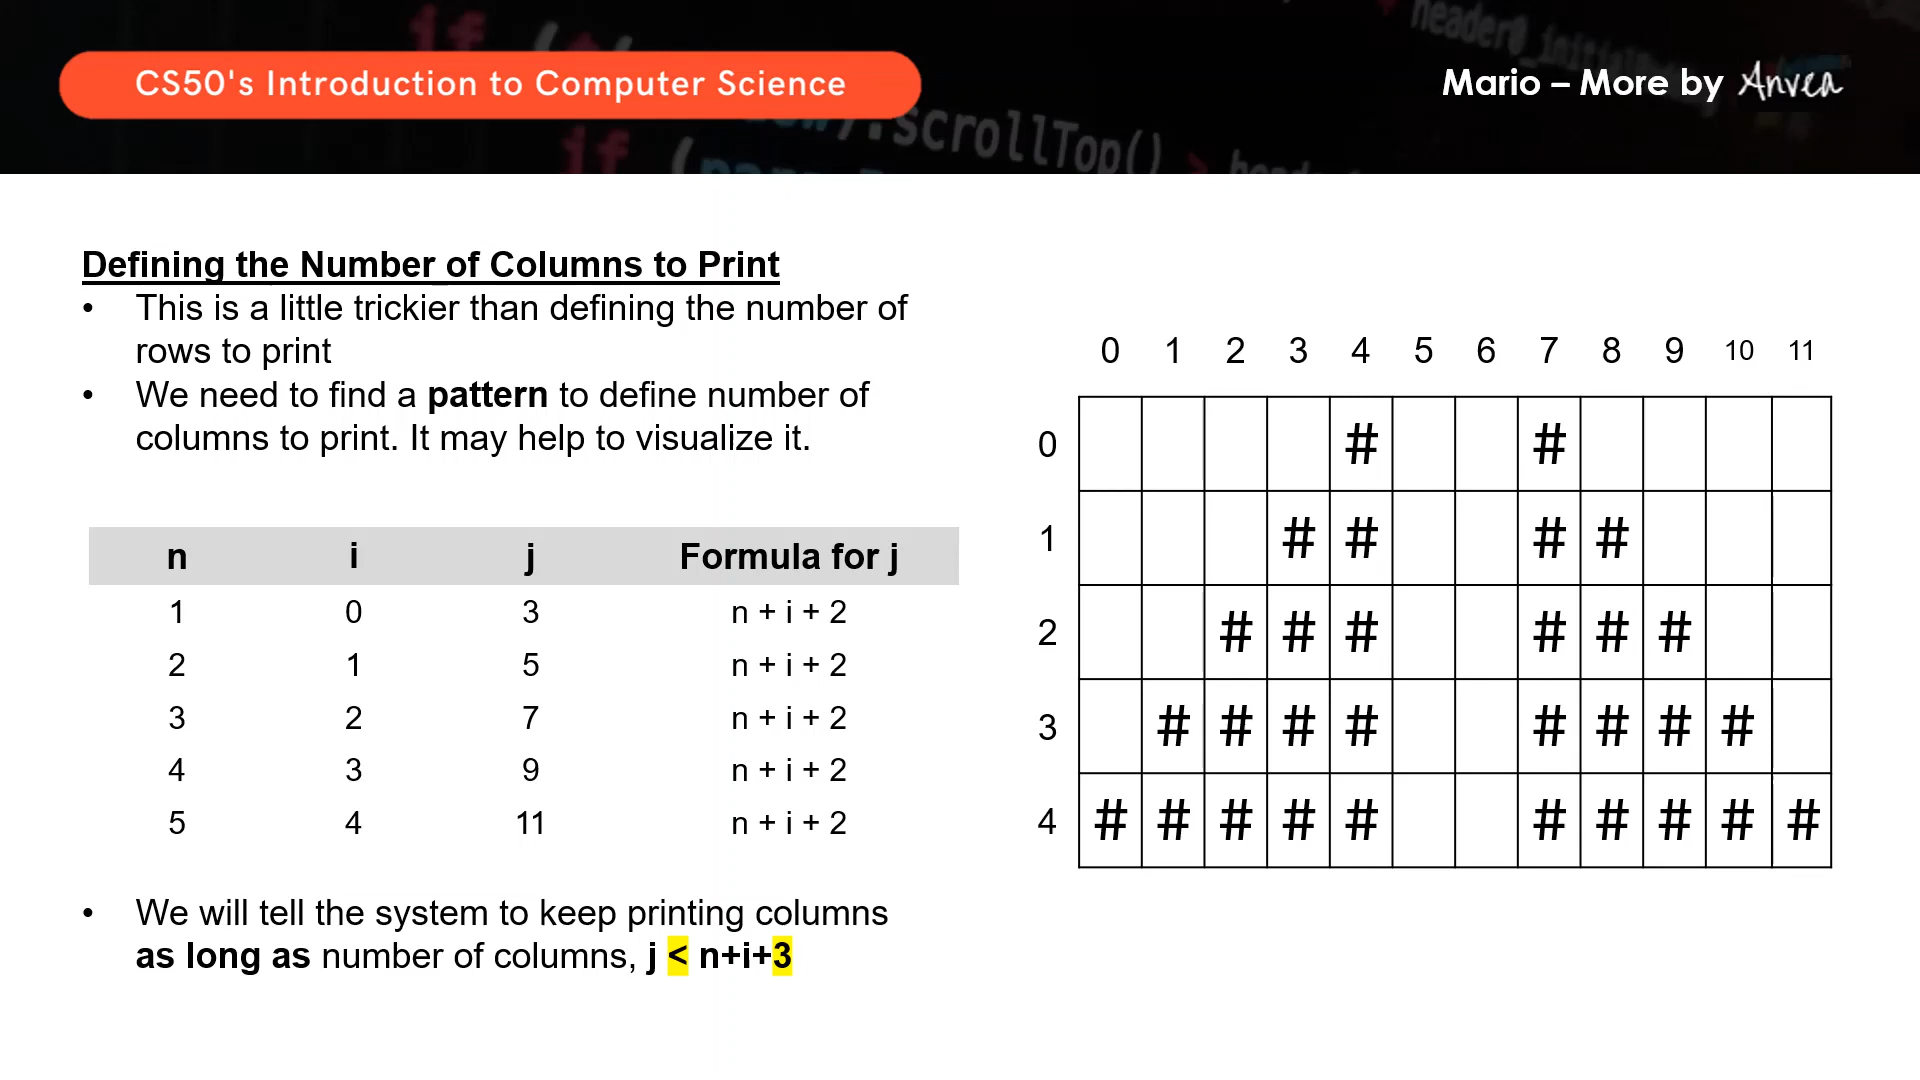 if (
header@_initial
CS50's Introduction to Computer Science
Mario – More by Anvea
.scrollTop() >
if (
Defining the Number of Columns to Print
• This is a little trickier than defining the number of
rows to print
• We need to find a pattern to define number of
columns to print. It may help to visualize it.
n i j Formula for j
1 0 3 n + i + 2
2 1 5 n + i + 2
3 2 7 n + i + 2
4 3 9 n + i + 2
5 4 11 n + i + 2
• We will tell the system to keep printing columns
as long as number of columns, j < n+i+3
0 1 2 3 4 5 6 7 8 9 10 11
0 # #
1 # # # #
2 # # # # # #
3 # # # # # # # #
4 # # # # # # # # # #